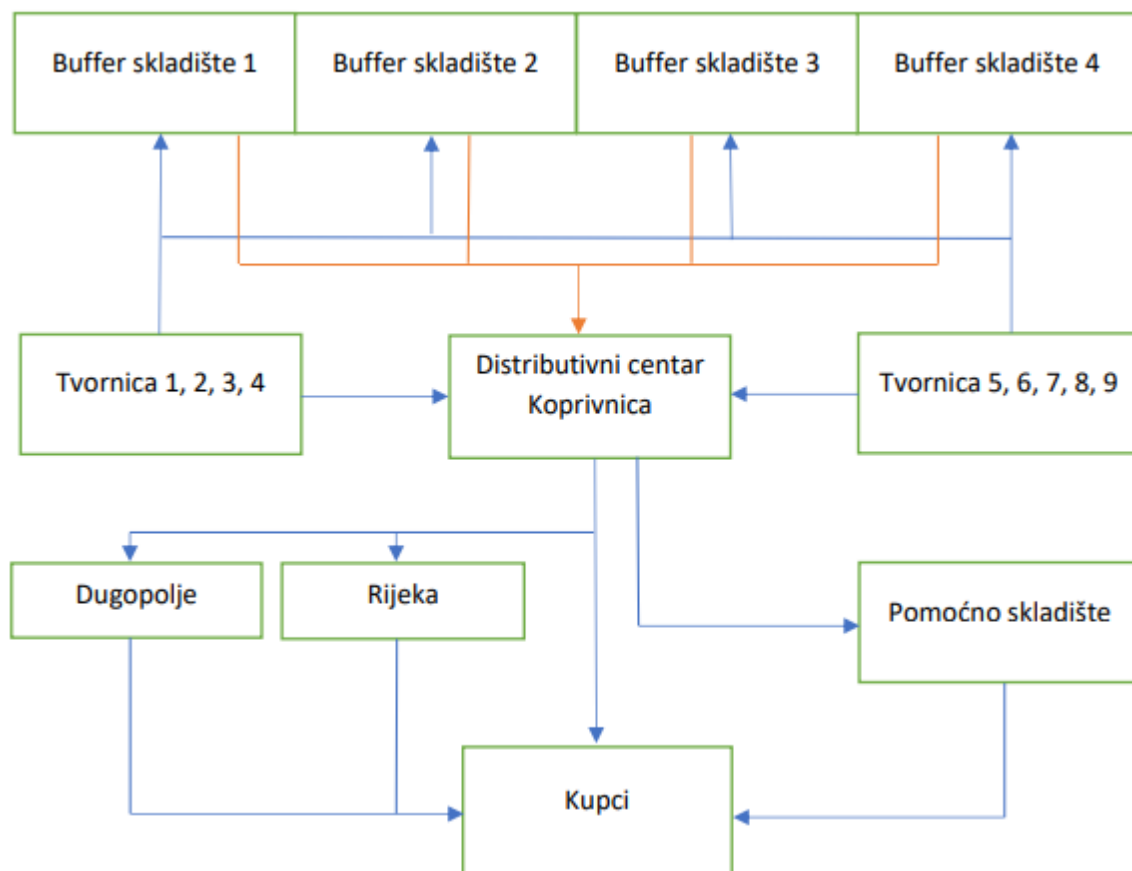 Buffer skladište 1
Buffer skladište 2
Buffer skladište 3
Buffer skladište 4
Tvornica 1, 2, 3, 4
Distributivni centar
Koprivnica
Tvornica 5, 6, 7, 8, 9
Dugopolje
Rijeka
Pomoćno skladište
Kupci